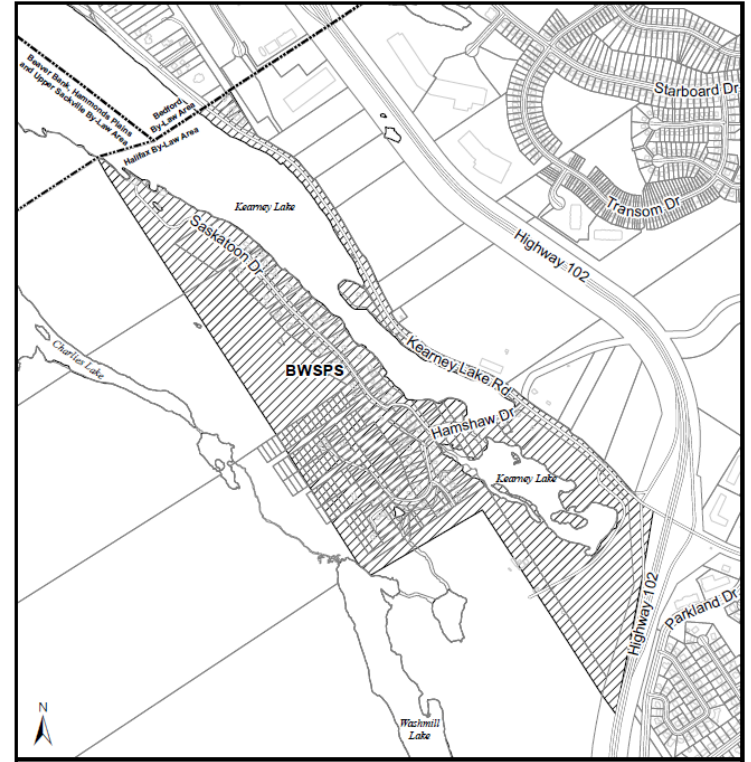 Starboard Dr
Beaver Bank, Hammonds Plains
and Upper Sackville By-Law Area
Bedford,
By-Law Area
Halifax By-Law Area
Kearney Lake
Transom Dr
Saskatoon Dr
Highway 102
Charlies Lake
Kearney Lake Rd
BWSPS
Hamshaw Dr
Kearney Lake
Highway 102
Parkland Dr
N
Washmill
Lake